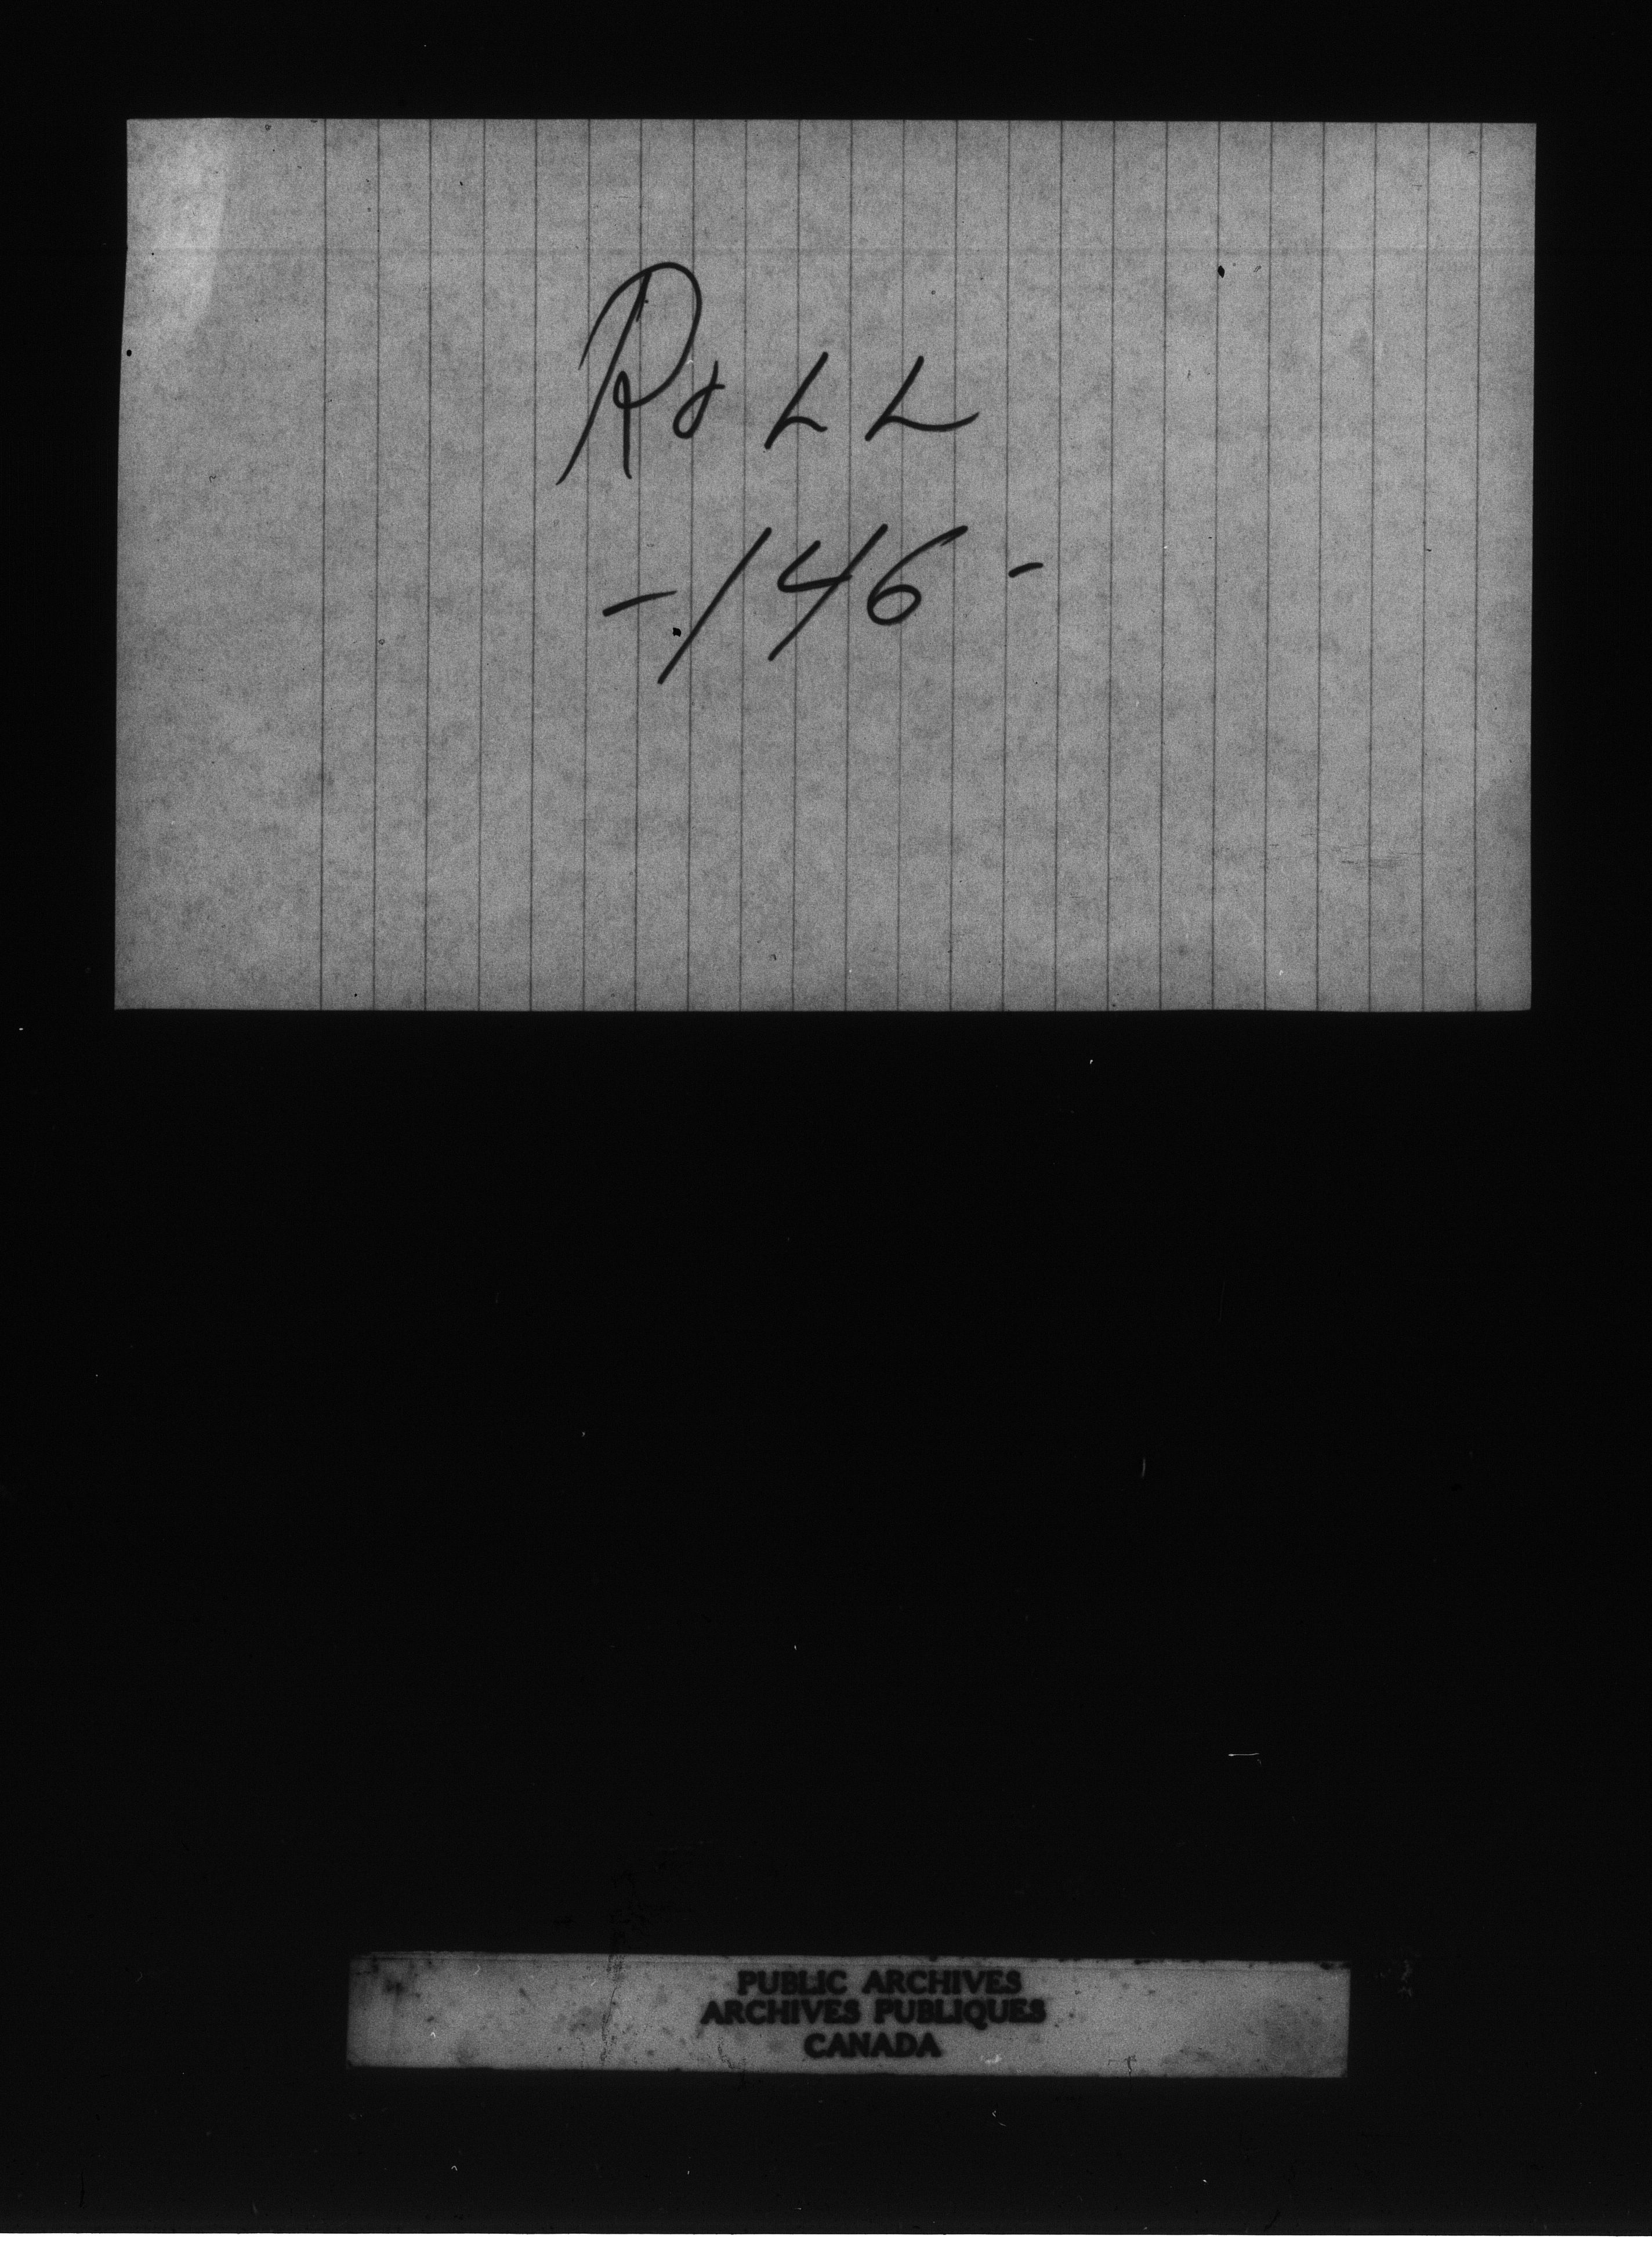 RoLL
-146-
PUBLIC ARCHIVES
ARCHIVES PUBLIQUES
CANADA